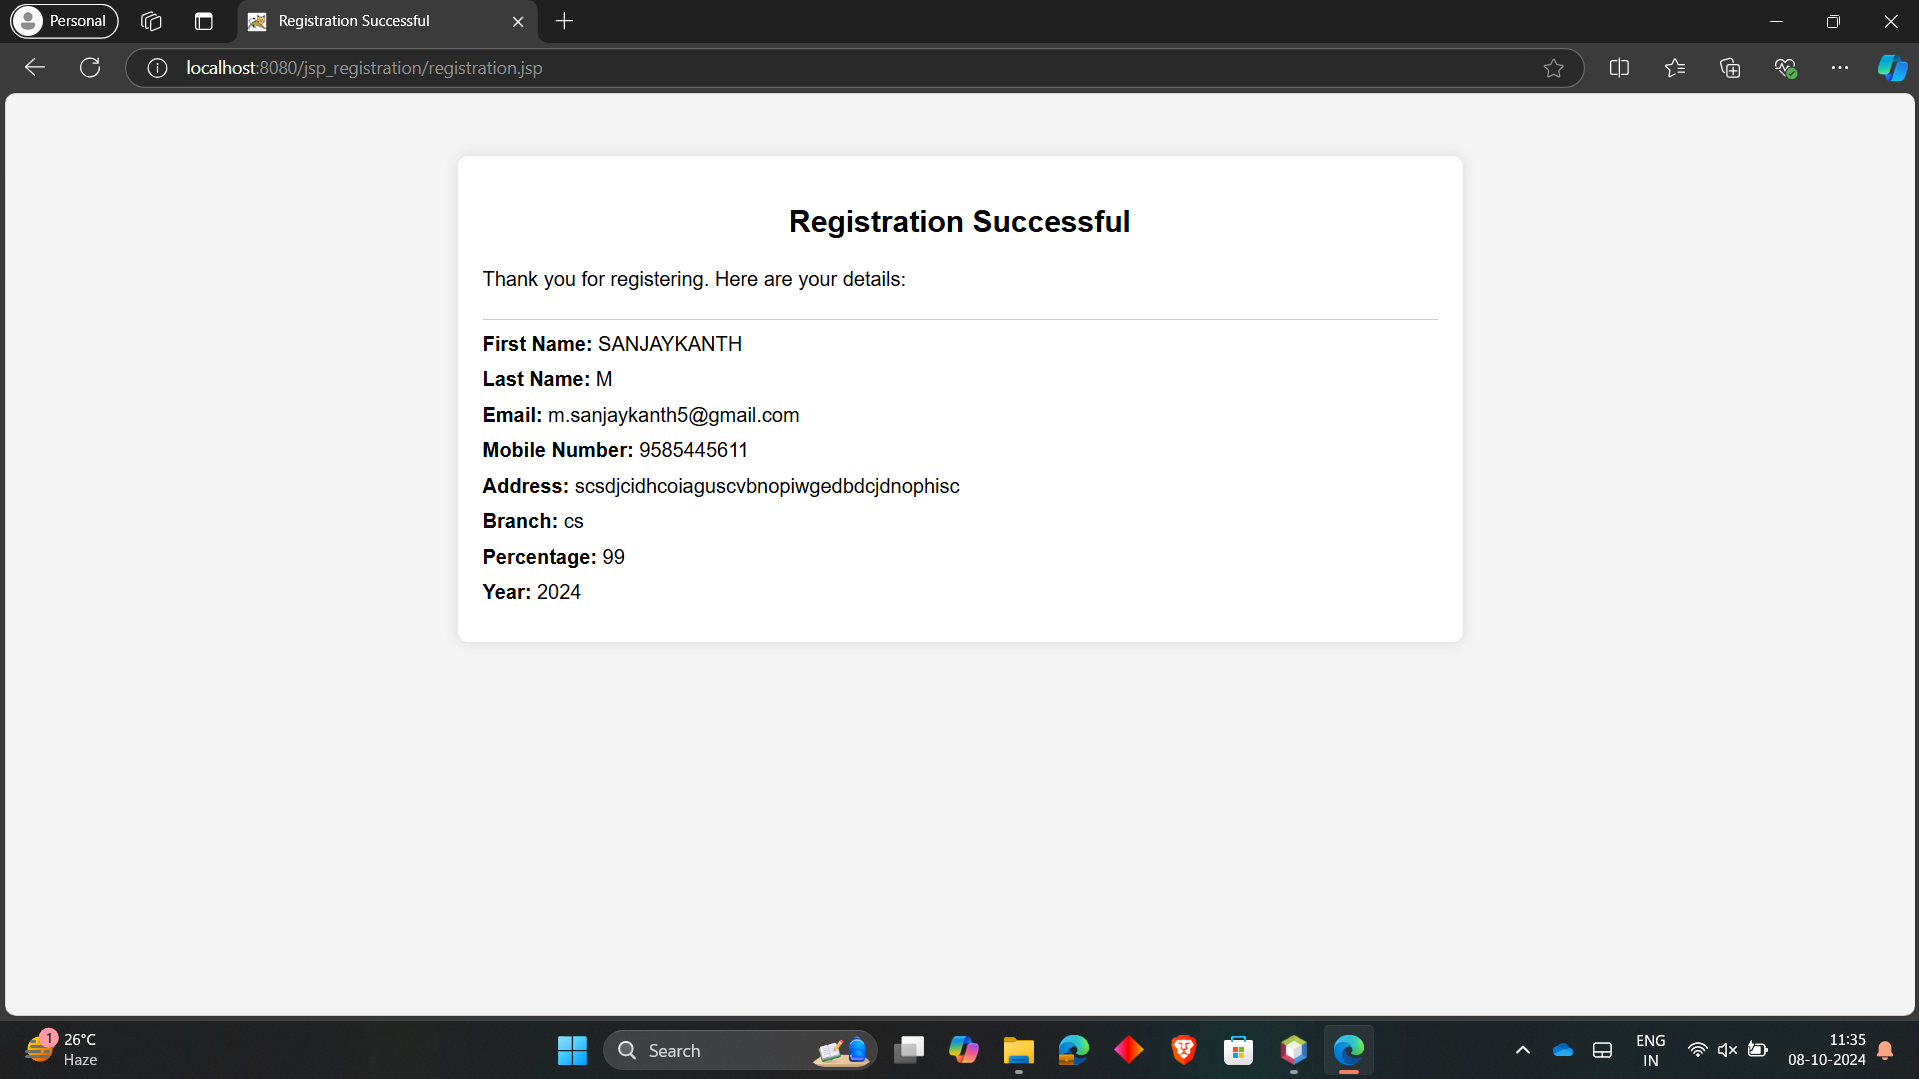 Personal
Registration Successful
localhost:8080/jsp_registration/registration.jsp
Registration Successful
Thank you for registering. Here are your details:
First Name: SANJAYKANTH
Last Name: M
Email: m.sanjaykanth5@gmail.com
Mobile Number: 9585445611
Address: scsdjcidhcoiaguscvbnopiwgedbdcjdnophisc
Branch: cs
Percentage: 99
Year: 2024
1
26°C
Haze
Search
ENG
IN
11:35
08-10-2024